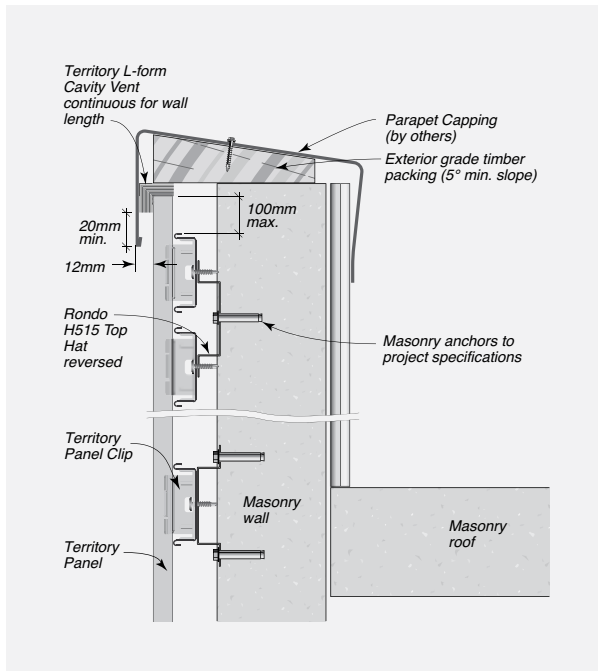 Territory L-form
Cavity Vent
continuous for wall
length
Parapet Capping
(by others)
Exterior grade timber
packing (5° min. slope)
100mm
max.
20mm
min.
12mm
Rondo
H515 Top
Hat
reversed
Masonry anchors to
project specifications
Territory
Panel Clip
Masonry
wall
Masonry
roof
Territory
Panel